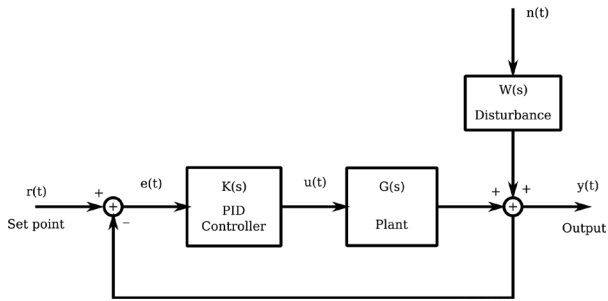 n(t)
W(s)
Disturbance
r(t)
+
+
e(t)
K(s)
PID
Controller
u(t)
G(s)
Plant
+
+
+
y(t)
Set point
−
Output